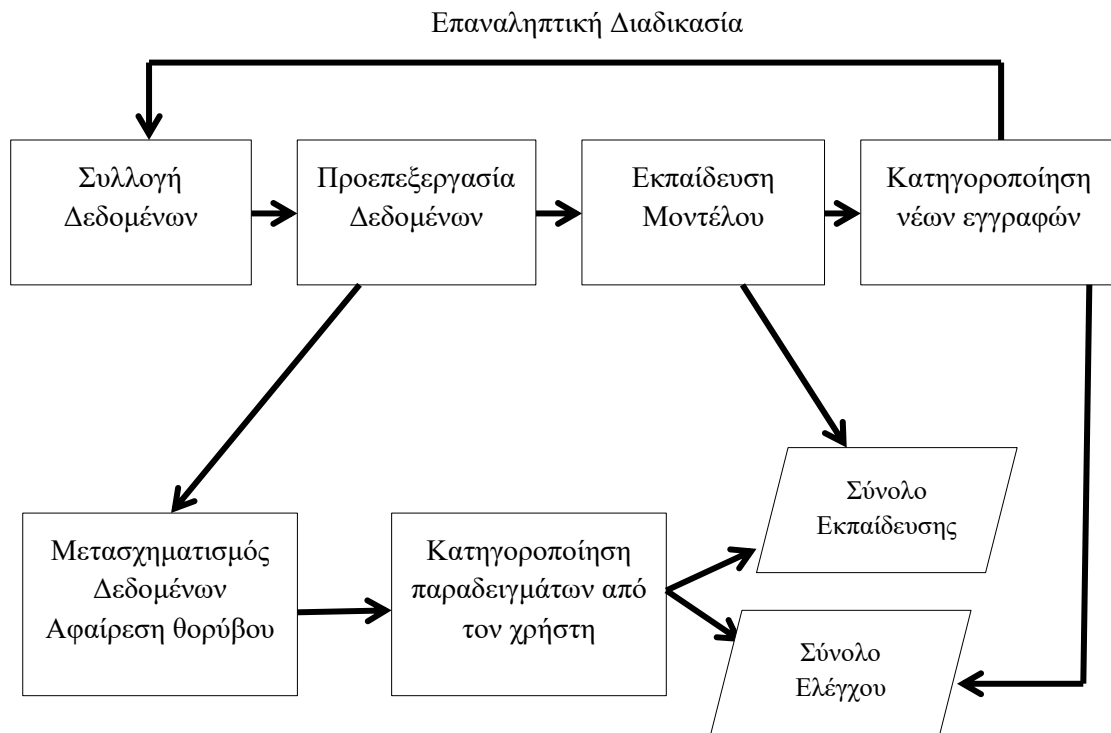 Επαναληπτική Διαδικασία
Συλλογή
Δεδομένων
Προεπεξεργασία
Δεδομένων
Εκπαίδευση
Μοντέλου
Κατηγοροποίηση
νέων εγγραφών
Μετασχηματισμός
Δεδομένων
Αφαίρεση θορύβου
Κατηγοροποίηση
παραδειγμάτων από
τον χρήστη
Σύνολο
Εκπαίδευσης
Σύνολο
Ελέγχου